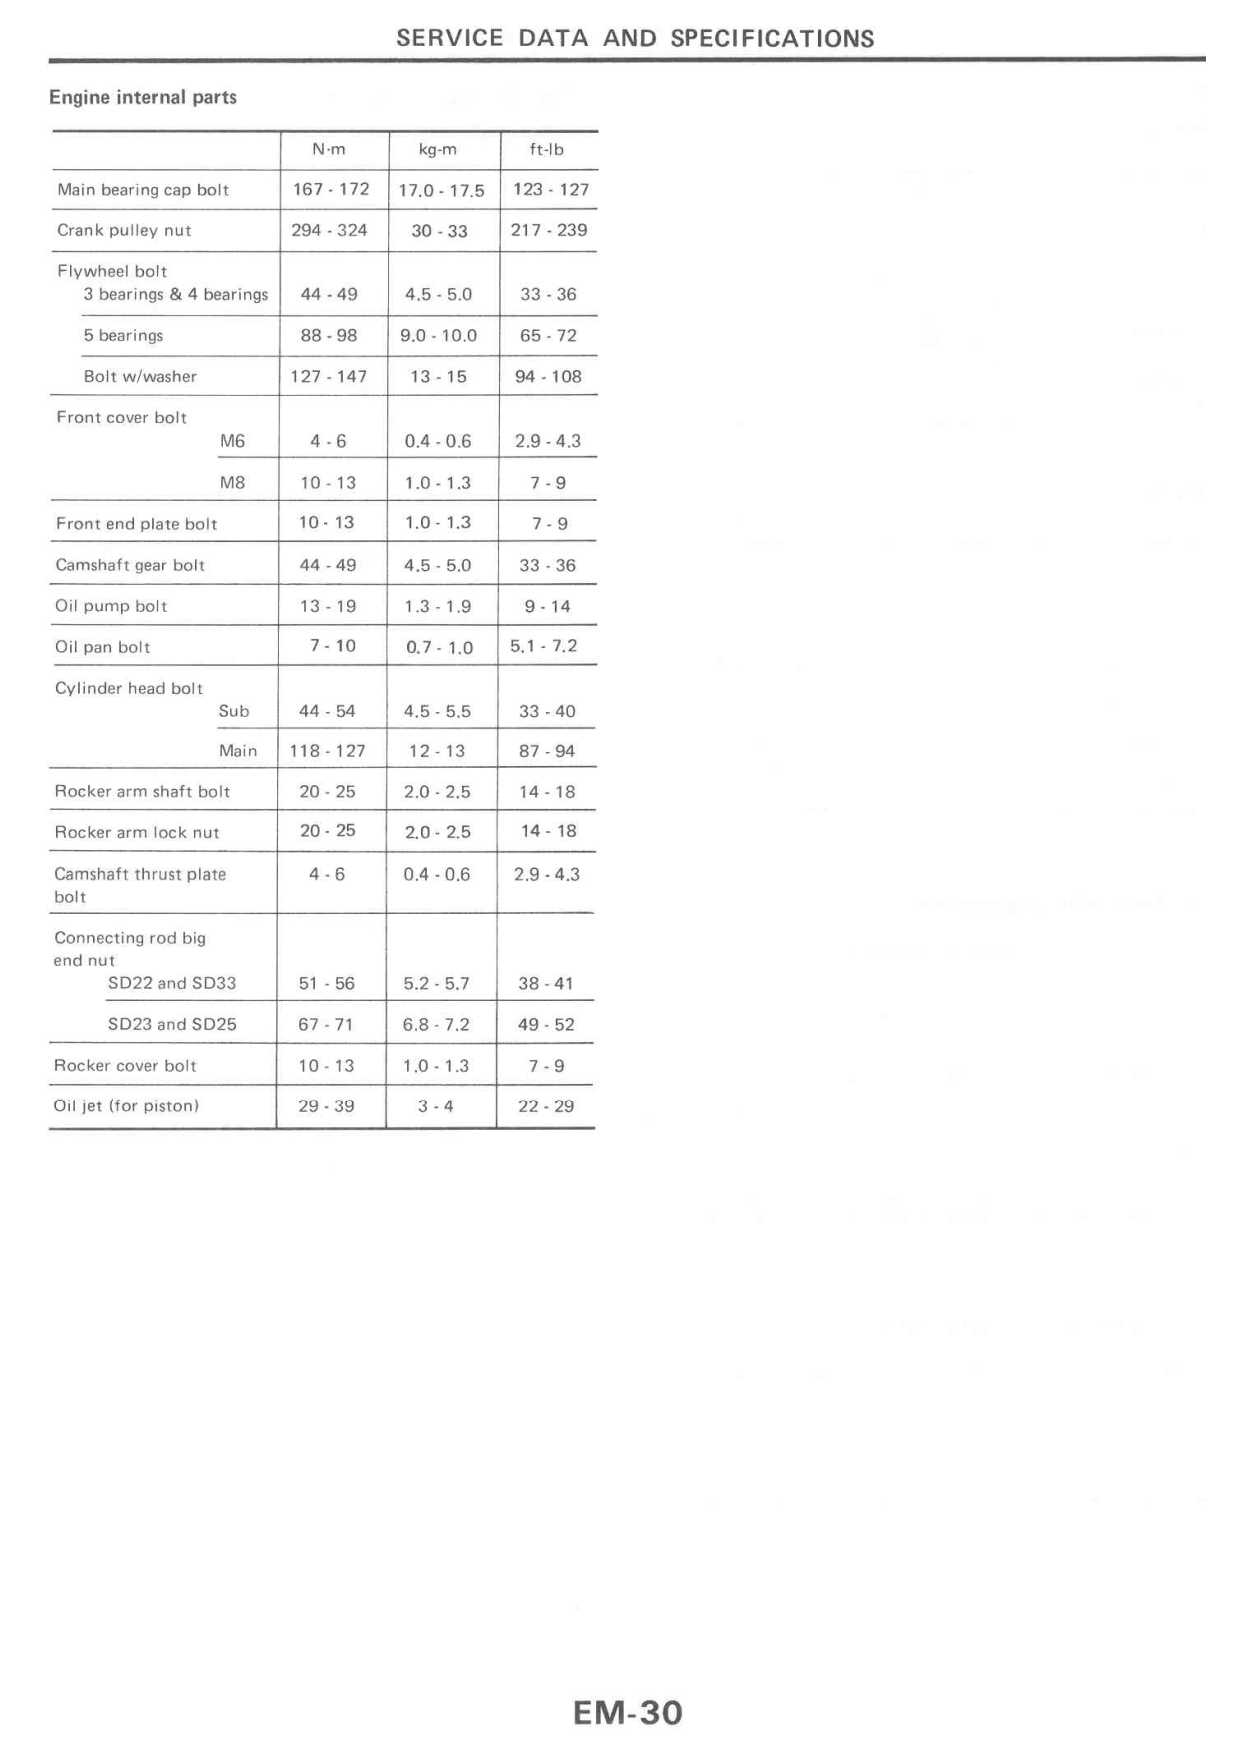 SERVICE DATA AND SPECIFICATIONS
Engine internal parts
N·m kg-m ft-lb
Main bearing cap bolt 167 - 172 17.0 - 17.5 123 - 127
Crank pulley nut 294 - 324 30 - 33 217 - 239
Flywheel bolt
3 bearings & 4 bearings 44 - 49 4.5 - 5.0 33 - 36
5 bearings 88 - 98 9.0 - 10.0 65 - 72
Bolt w/washer 127 - 147 13 - 15 94 - 108
Front cover bolt
M6 4 - 6 0.4 - 0.6 2.9 - 4.3
M8 10 - 13 1.0 - 1.3 7 - 9
Front end plate bolt 10 - 13 1.0 - 1.3 7 - 9
Camshaft gear bolt 44 - 49 4.5 - 5.0 33 - 36
Oil pump bolt 13 - 19 1.3 - 1.9 9 - 14
Oil pan bolt 7 - 10 0.7 - 1.0 5.1 - 7.2
Cylinder head bolt
Sub 44 - 54 4.5 - 5.5 33 - 40
Main 118 - 127 12 - 13 87 - 94
Rocker arm shaft bolt 20 - 25 2.0 - 2.5 14 - 18
Rocker arm lock nut 20 - 25 2.0 - 2.5 14 - 18
Camshaft thrust plate 4 - 6 0.4 - 0.6 2.9 - 4.3
bolt
Connecting rod big
end nut
SD22 and SD33 51 - 56 5.2 - 5.7 38 - 41
SD23 and SD25 67 - 71 6.8 - 7.2 49 - 52
Rocker cover bolt 10 - 13 1.0 - 1.3 7 - 9
Oil jet (for piston) 29 - 39 3 - 4 22 - 29
EM-30